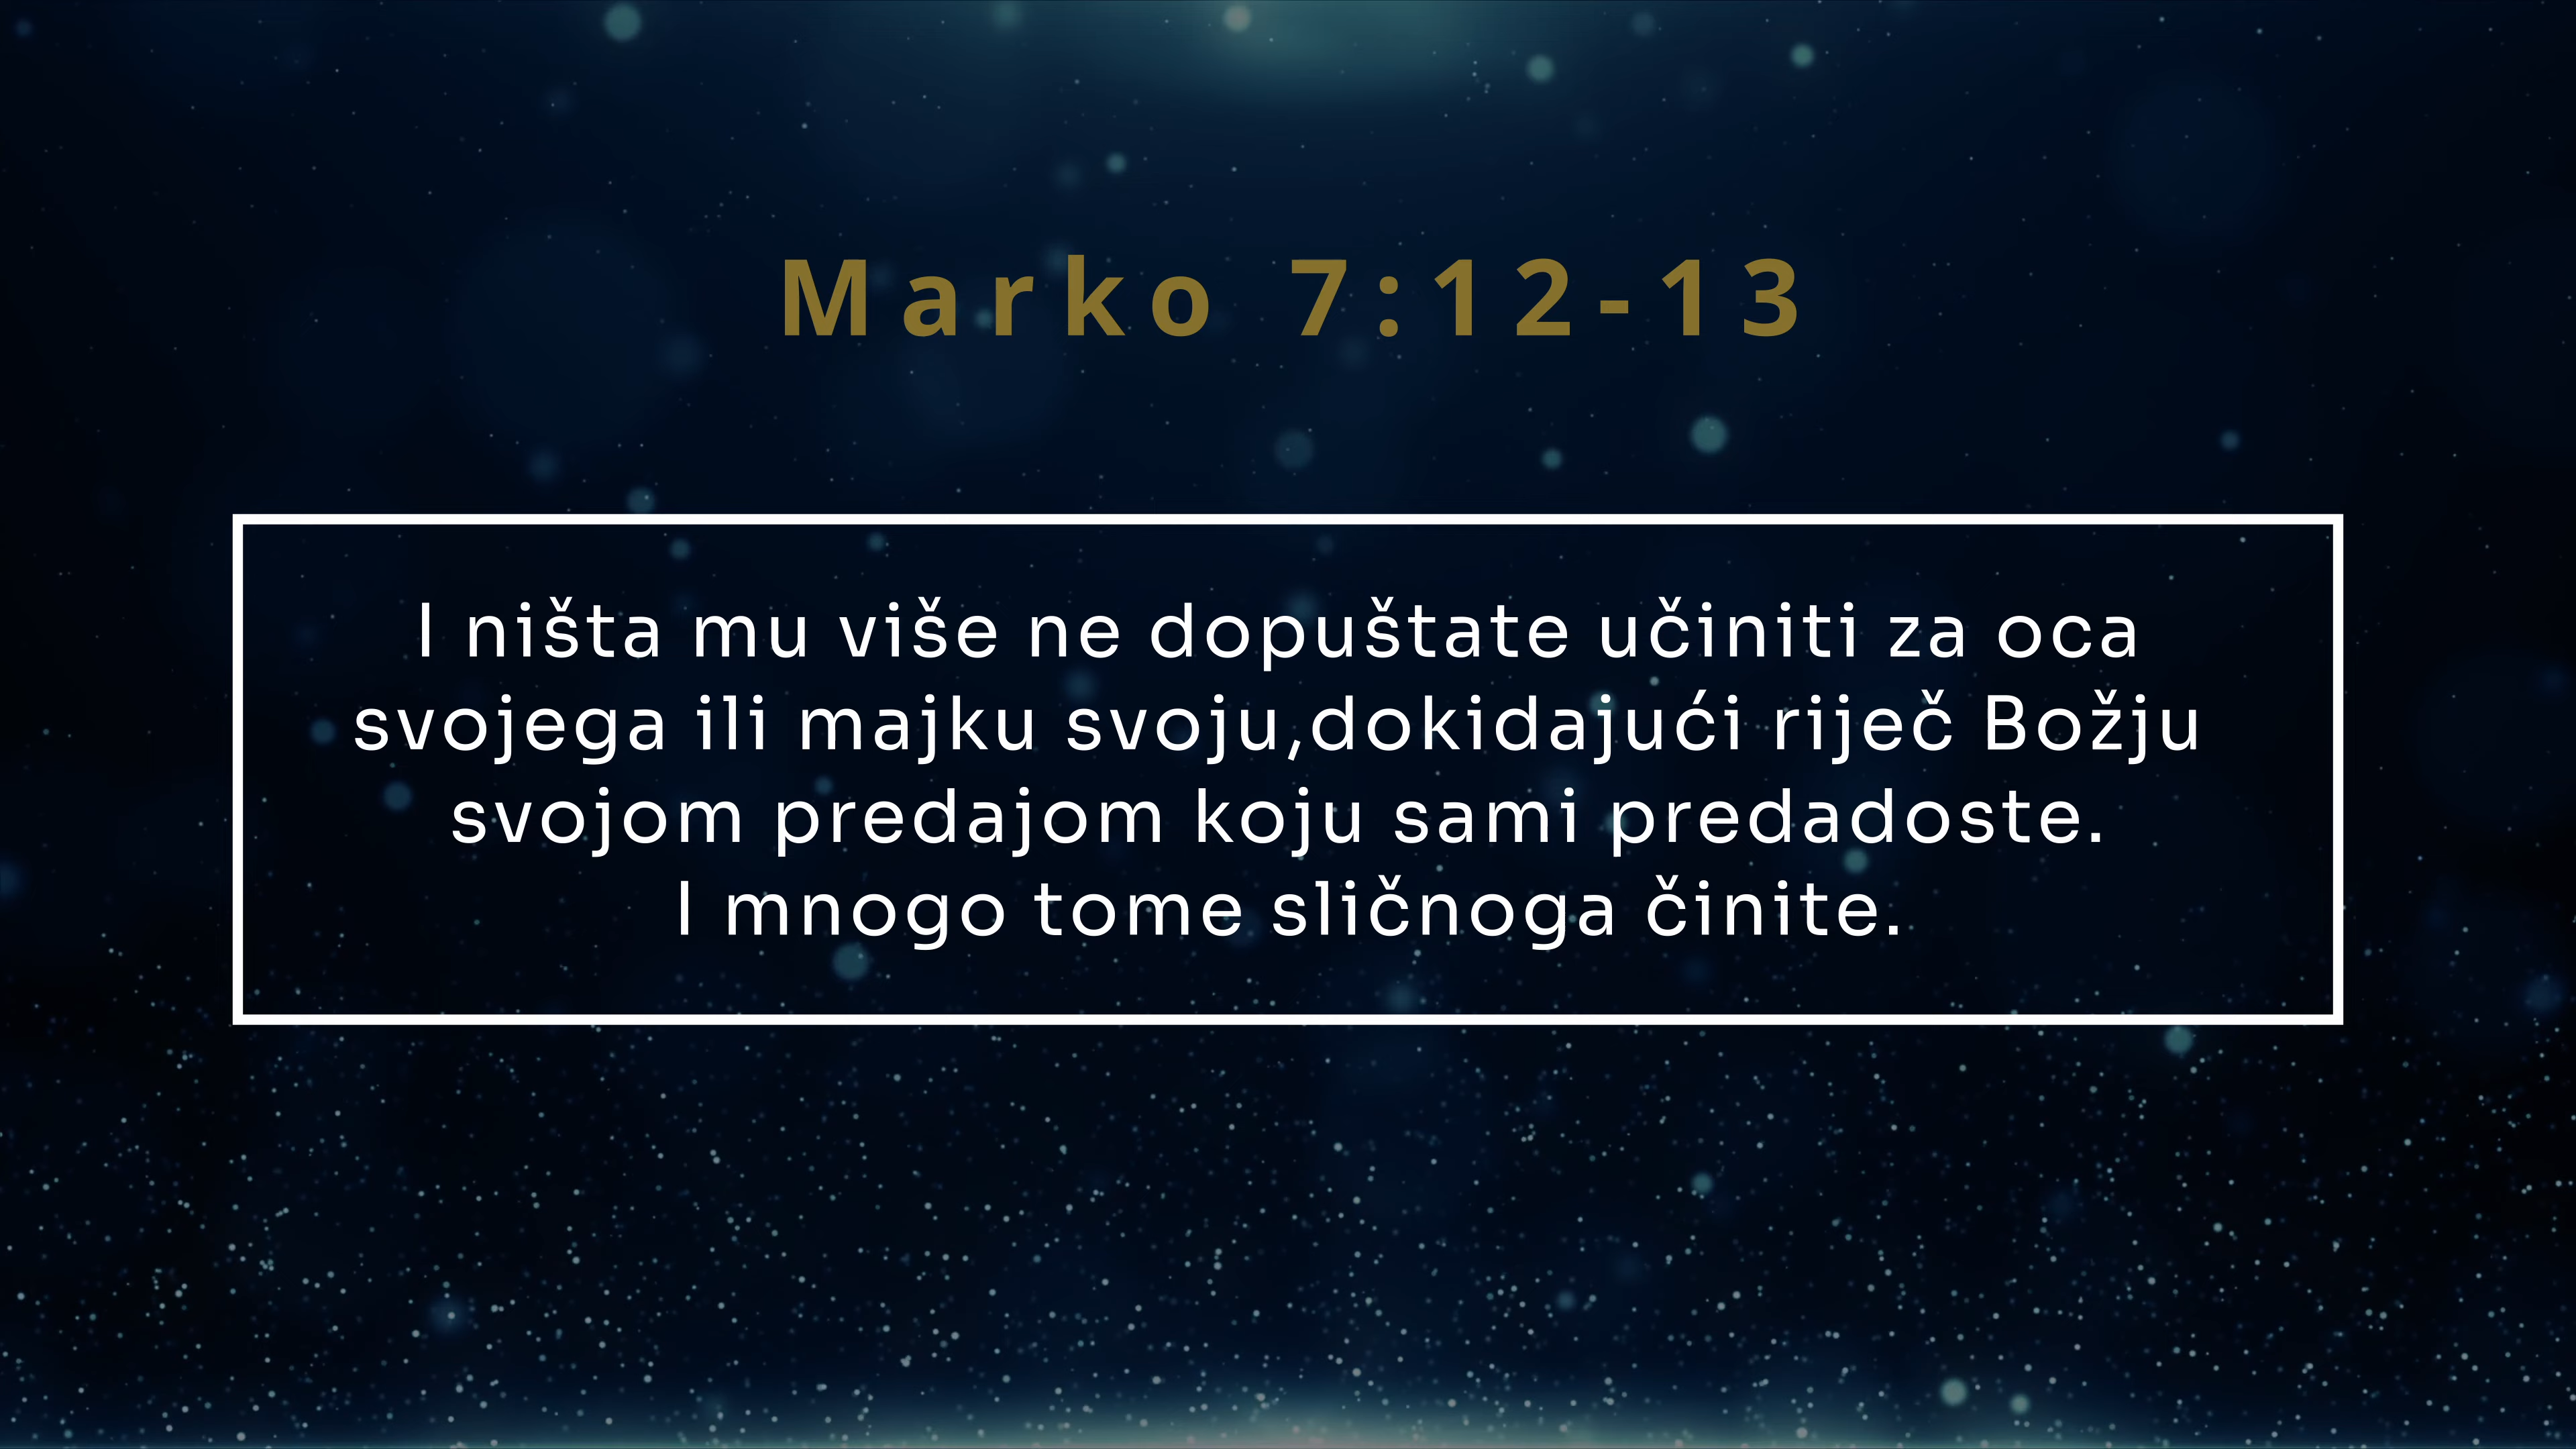 Marko 7:12-13
I ništa mu više ne dopuštate učiniti za oca
svojega ili majku svoju,dokidajući riječ Božju
svojom predajom koju sami predadoste.
I mnogo tome sličnoga činite.